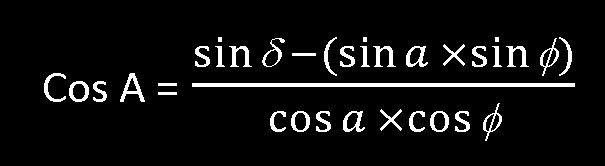 Cos A = sin δ−(sin a ×sin ϕ)
cos a ×cos ϕ